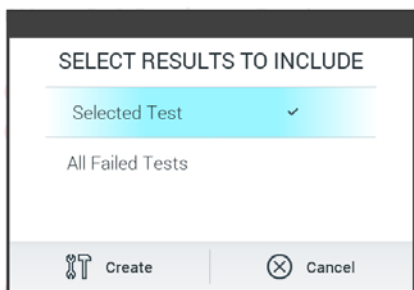 SELECT RESULTS TO INCLUDE
Selected Test
All Failed Tests
Create Cancel